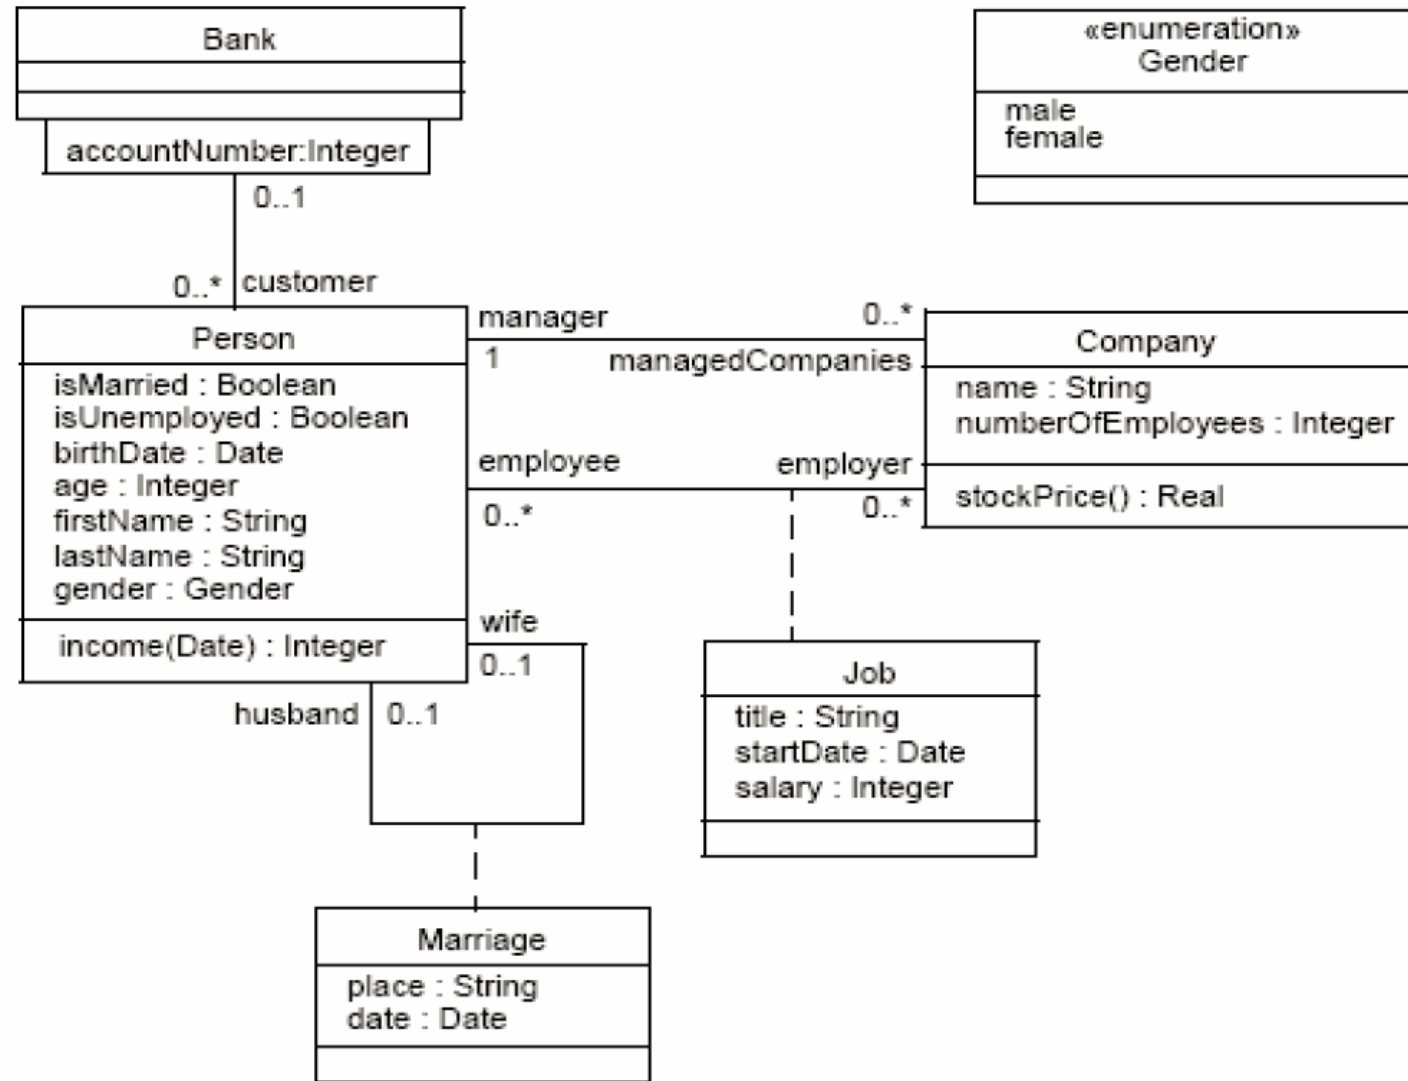 Bank
accountNumber:Integer
0..1
0..* customer
«enumeration»
Gender
male
female
Person
isMarried : Boolean
isUnemployed : Boolean
birthDate : Date
age : Integer
firstName : String
lastName : String
gender : Gender
income(Date) : Integer
manager
1
0..*
managedCompanies
employee
0..*
employer
0..*
Company
name : String
numberOfEmployees : Integer
stockPrice() : Real
wife
0..1
husband
0..1
Job
title : String
startDate : Date
salary : Integer
Marriage
place : String
date : Date